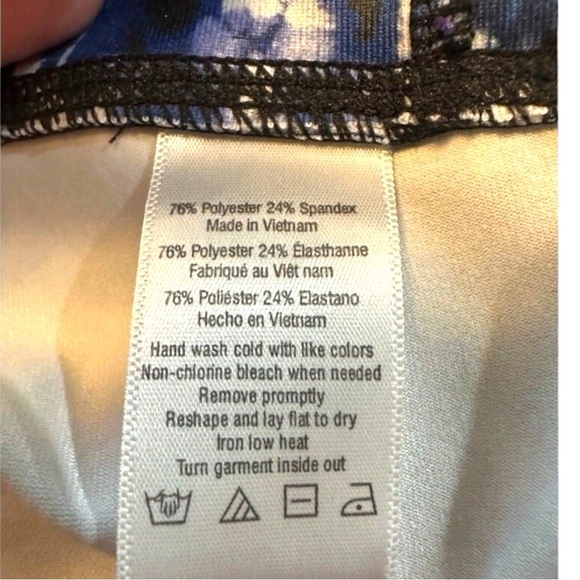 76% Polyester 24% Spandex
Made in Vietnam
76% Polyester 24% Élasthanne
Fabriqué au Viêt nam
76% Poliéster 24% Elastano
Hecho en Vietnam
Hand wash cold with like colors
Non-chlorine bleach when needed
Remove promptly
Reshape and lay flat to dry
Iron low heat
Turn garment inside out